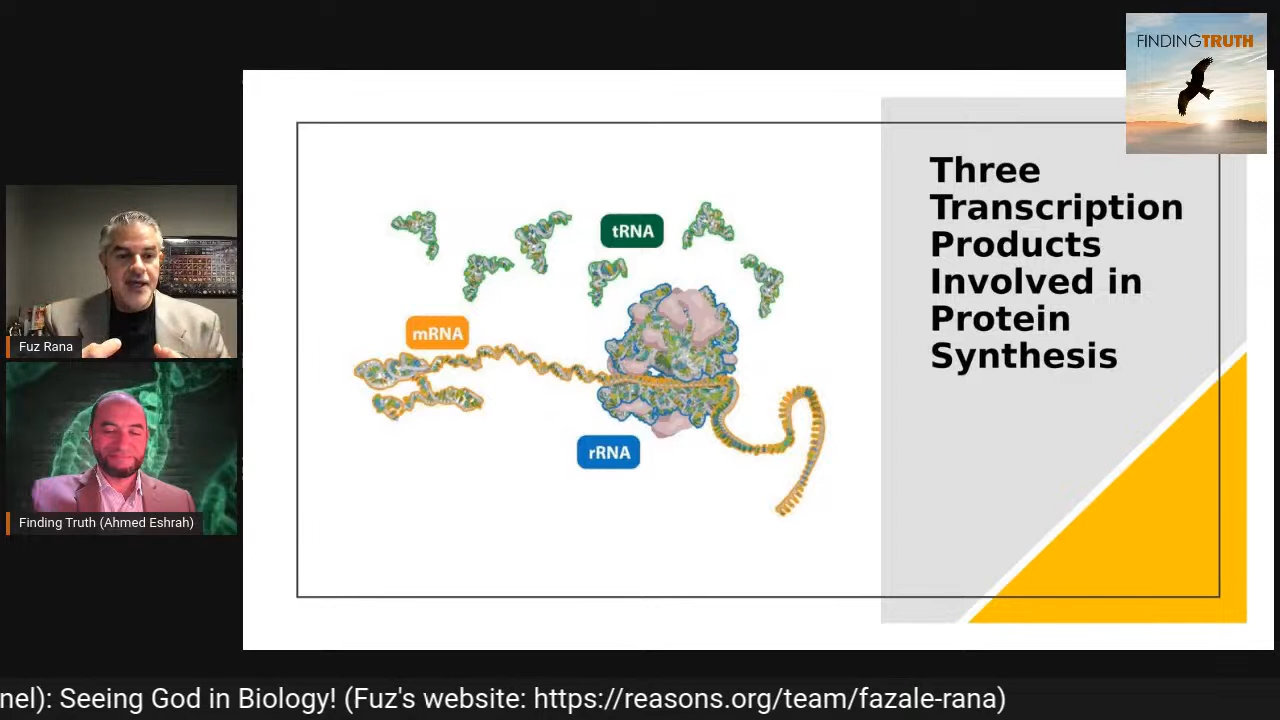 FINDINGTRUTH
Three
Transcription
Products
Involved in
Protein
Synthesis
tRNA
mRNA
rRNA
Fuz Rana
Finding Truth (Ahmed Eshrah)
nel): Seeing God in Biology! (Fuz's website: https://reasons.org/team/fazale-rana)